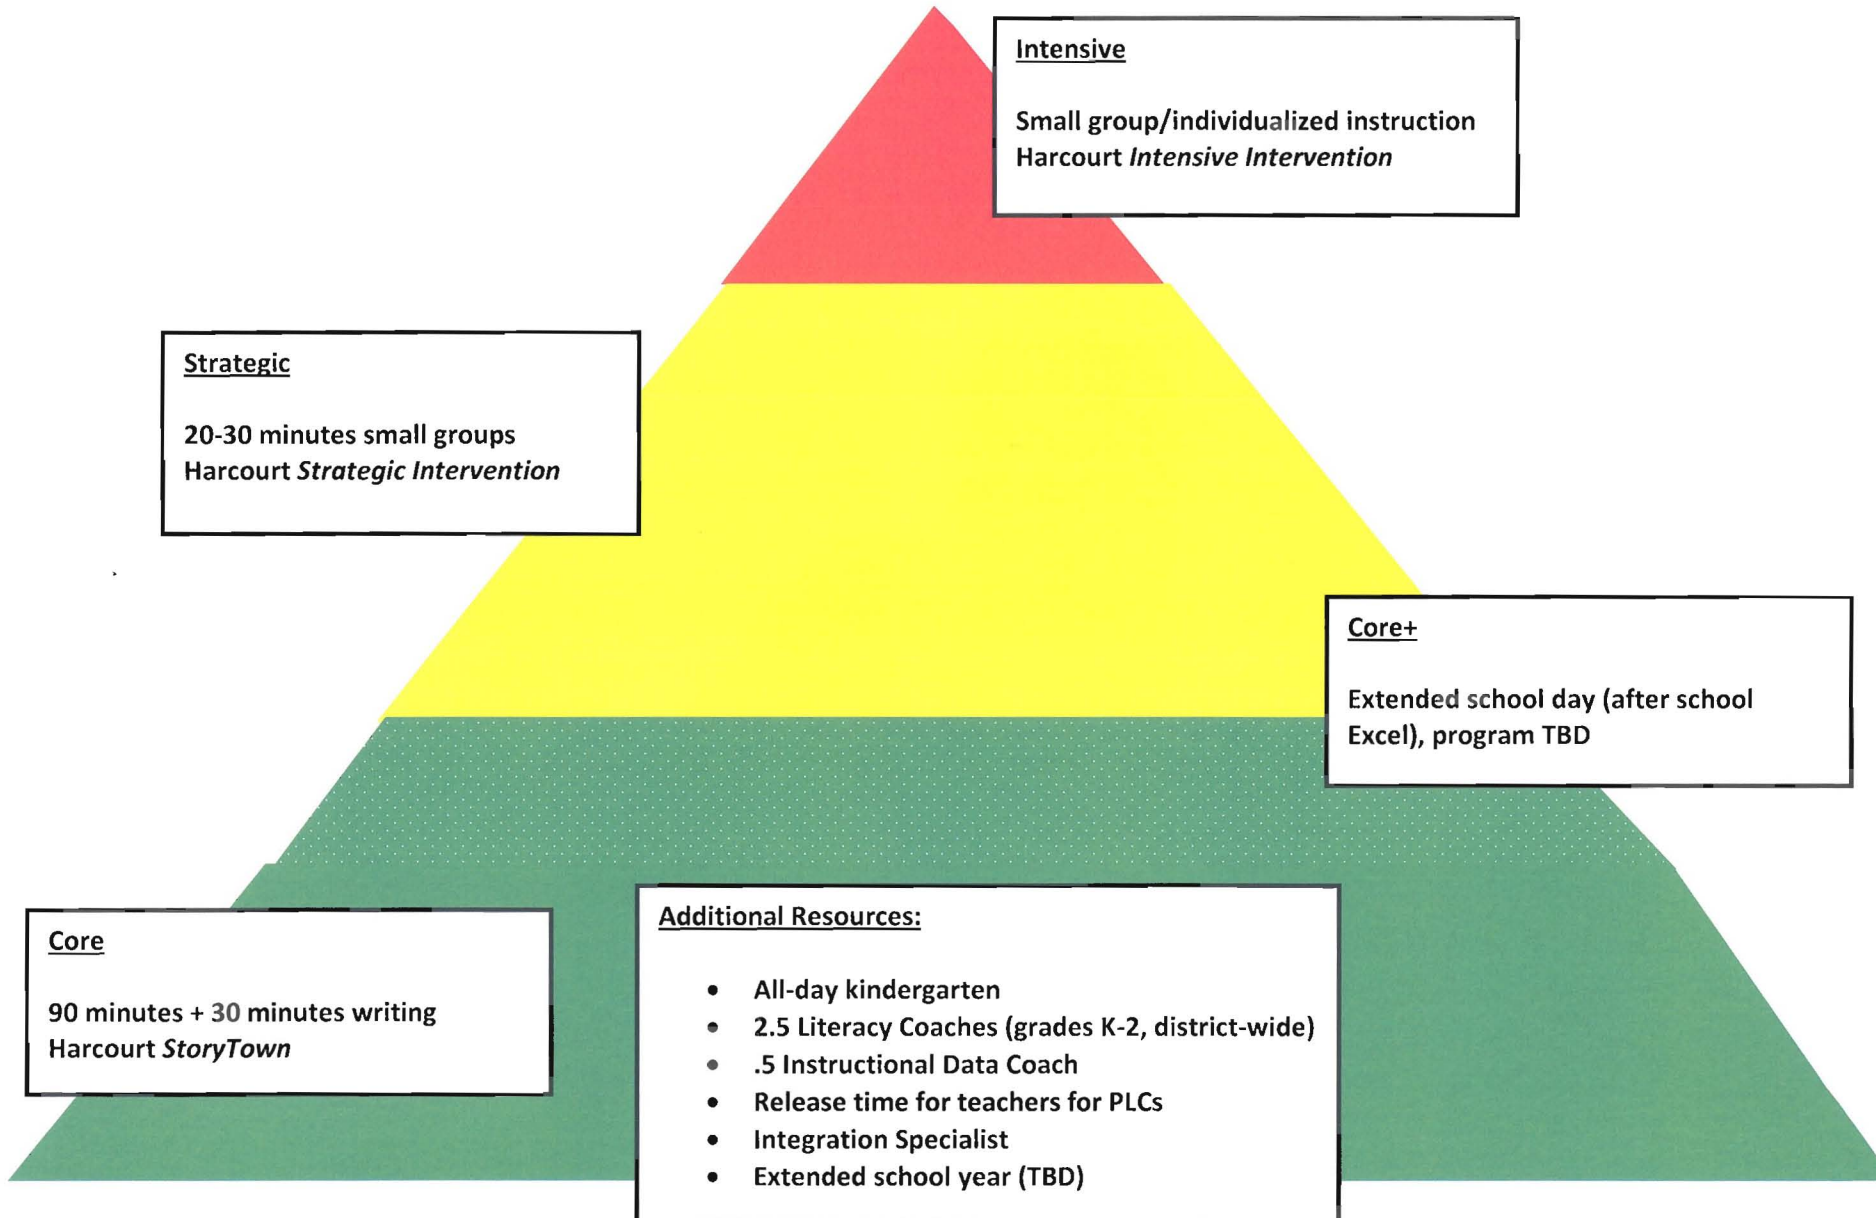 Intensive
Small group/individualized instruction
Harcourt Intensive Intervention
Strategic
20-30 minutes small groups
Harcourt Strategic Intervention
Core+
Extended school day (after school
Excel), program TBD
Core
90 minutes + 30 minutes writing
Harcourt StoryTown
Additional Resources:
• All-day kindergarten
• 2.5 Literacy Coaches (grades K-2, district-wide)
• .5 Instructional Data Coach
• Release time for teachers for PLCs
• Integration Specialist
• Extended school year (TBD)